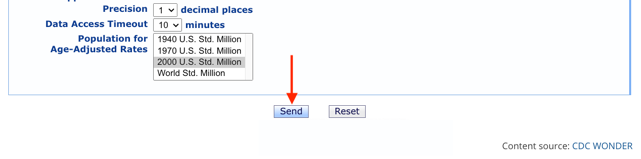 Precision 1 decimal places
Data Access Timeout 10 minutes
Population for
Age-Adjusted Rates
1940 U.S. Std. Million
1970 U.S. Std. Million
2000 U.S. Std. Million
World Std. Million
Send Reset
Content source: CDC WONDER